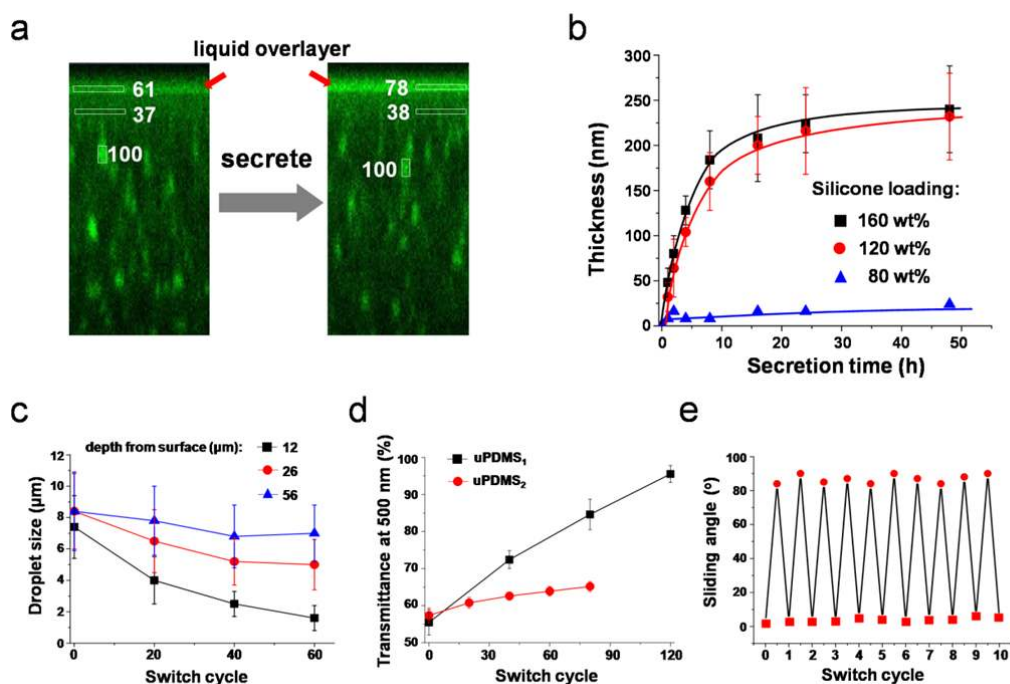 a
liquid overlayer
61
37
100
secrete
78
38
100
b
Thickness (nm)
300
250
200
150
100
50
0
Silicone loading:
160 wt%
120 wt%
80 wt%
0 10 20 30 40 50
Secretion time (h)
c
depth from surface (µm):
12
26
56
Droplet size (µm)
12
10
8
6
4
2
0
0 20 40 60
Switch cycle
d
uPDMS₁
uPDMS₂
Transmittance at 500 nm (%)
100
90
80
70
60
50
0 20 40 60 80 100 120
Switch cycle
e
Sliding angle (º)
100
80
60
40
20
0
0 1 2 3 4 5 6 7 8 9 10
Switch cycle